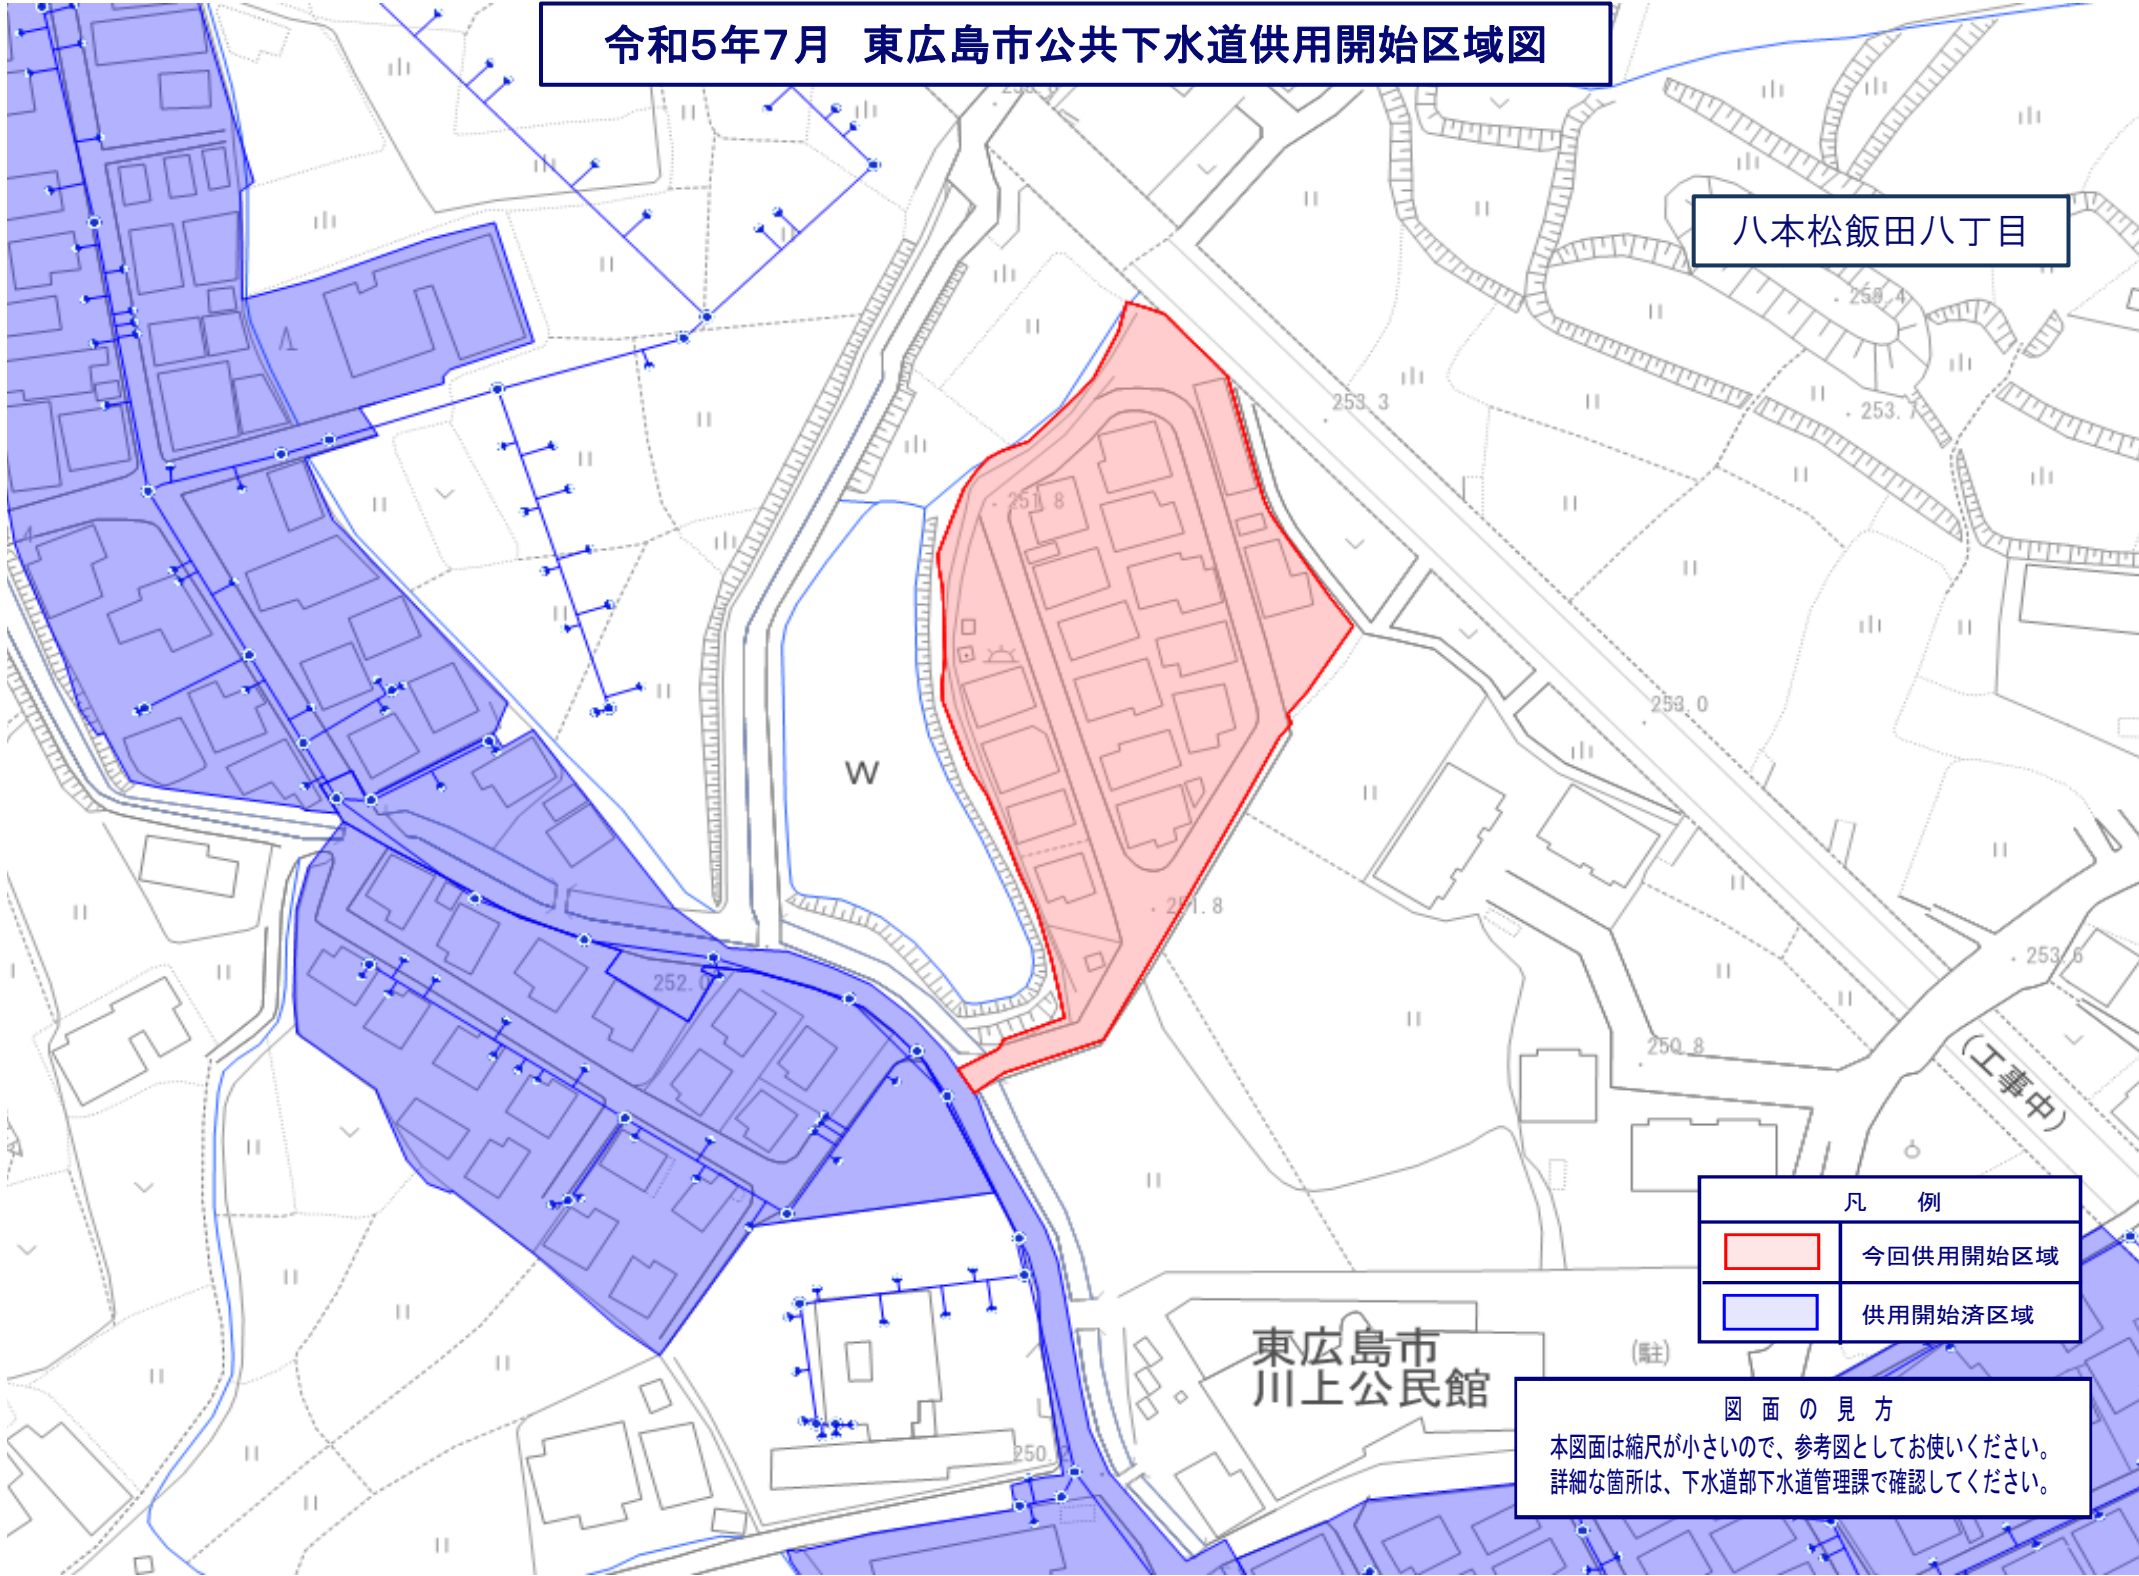 令和5年7月 東広島市公共下水道供用開始区域図
八本松飯田八丁目
259.4
253.3
253.7
251.8
253.0
W
251.8
253.6
252.0
250.8
(工事中)
凡 例
今回供用開始区域
供用開始済区域
東広島市
川上公民館
(駐)
図面の見方
本図面は縮尺が小さいので、参考図としてお使いください。
詳細な箇所は、下水道部下水道管理課で確認してください。